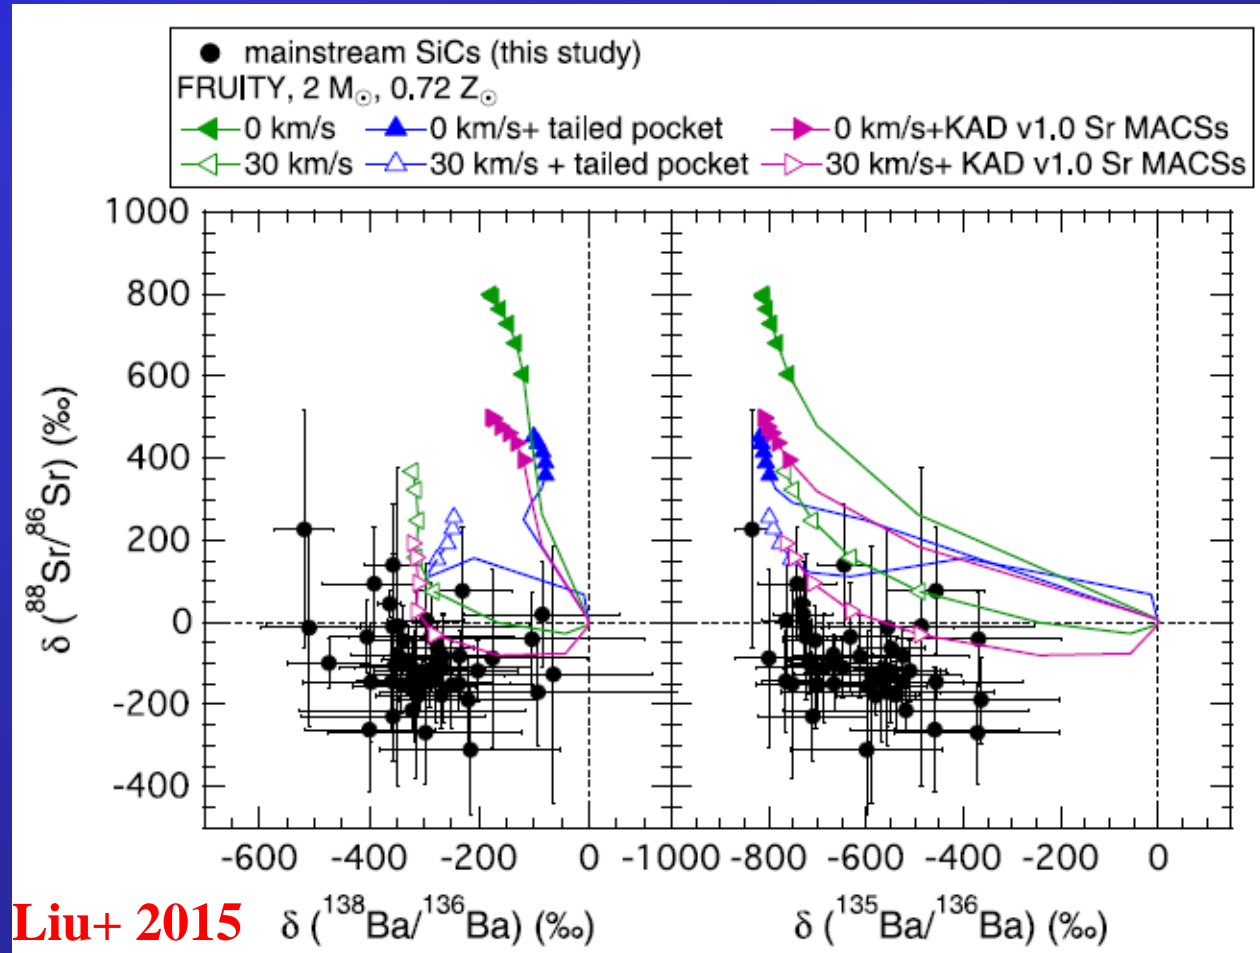 mainstream SiCs (this study)
FRUITY, 2 M☉, 0.72 Z☉
0 km/s 0 km/s+ tailed pocket 0 km/s+KAD v1.0 Sr MACSs
30 km/s 30 km/s + tailed pocket 30 km/s+ KAD v1.0 Sr MACSs
1000
800
600
400
200
0
-200
-400
δ (⁸⁸Sr/⁸⁶Sr) (‰)
-600 -400 -200 0 -1000 -800 -600 -400 -200 0
Liu+ 2015 δ (¹³⁸Ba/¹³⁶Ba) (‰) δ (¹³⁵Ba/¹³⁶Ba) (‰)